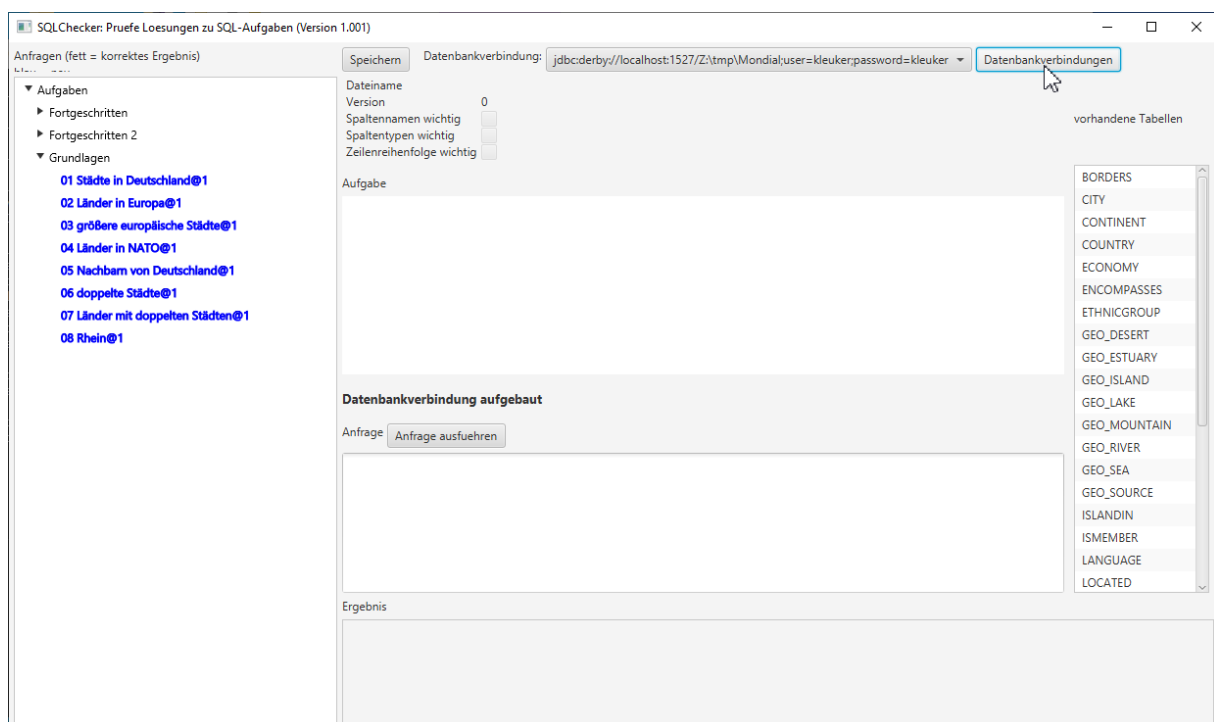 SQLChecker: Pruefe Loesungen zu SQL-Aufgaben (Version 1.001)
Anfragen (fett = korrektes Ergebnis)
Speichern
Datenbankverbindung:
jdbc:derby://localhost:1527/Z:\tmp\Mondial;user=kleuker;password=kleuker
Datenbankverbindungen
Aufgaben
Fortgeschritten
Fortgeschritten 2
Grundlagen
01 Städte in Deutschland@1
02 Länder in Europa@1
03 größere europäische Städte@1
04 Länder in NATO@1
05 Nachbarn von Deutschland@1
06 doppelte Städte@1
07 Länder mit doppelten Städten@1
08 Rhein@1
Dateiname
Version 0
Spaltennamen wichtig
Spaltentypen wichtig
Zeilenreihenfolge wichtig
Aufgabe
Datenbankverbindung aufgebaut
Anfrage Anfrage ausfuehren
Ergebnis
vorhandene Tabellen
BORDERS
CITY
CONTINENT
COUNTRY
ECONOMY
ENCOMPASSES
ETHNICGROUP
GEO_DESERT
GEO_ESTUARY
GEO_ISLAND
GEO_LAKE
GEO_MOUNTAIN
GEO_RIVER
GEO_SEA
GEO_SOURCE
ISLANDIN
ISMEMBER
LANGUAGE
LOCATED